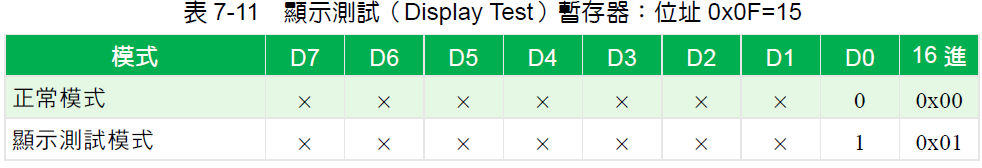 表 7-11 顯示測試（Display Test）暫存器：位址 0x0F=15
模式 D7 D6 D5 D4 D3 D2 D1 D0 16 進
正常模式 × × × × × × × 0 0x00
顯示測試模式 × × × × × × × 1 0x01